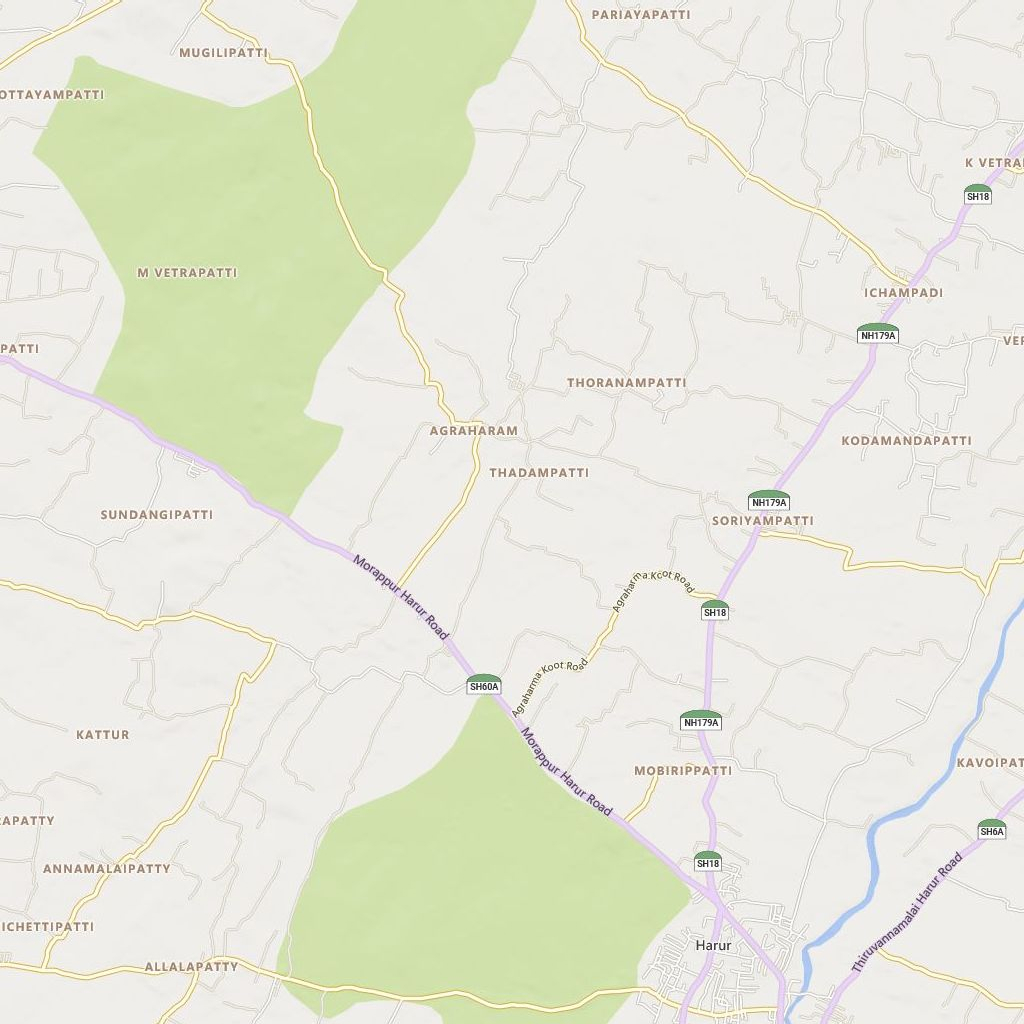 PARIAYAPATTI
MUGILIPATTI
OTTAYAMPATTI
K VETRA
SH18
M VETRAPATTI
ICHAMPADI
NH179A
PATTI
VER
THORANAMPATTI
AGRAHARAM
KODAMANDAPATTI
THADAMPATTI
NH179A
SUNDANGIPATTI
SORIYAMPATTI
Morappur Harur Road
Agraharma Koot Road
SH18
Agraharma Koot Road
SH60A
NH179A
KATTUR
Morappur Harur Road
MOBIRIPPATTI
KAVOIPAT
RAPATTY
SH6A
SH18
ANNAMALAIPATTY
Thiruvannamalai Harur Road
ICHETTIPATTI
Harur
ALLALAPATTY